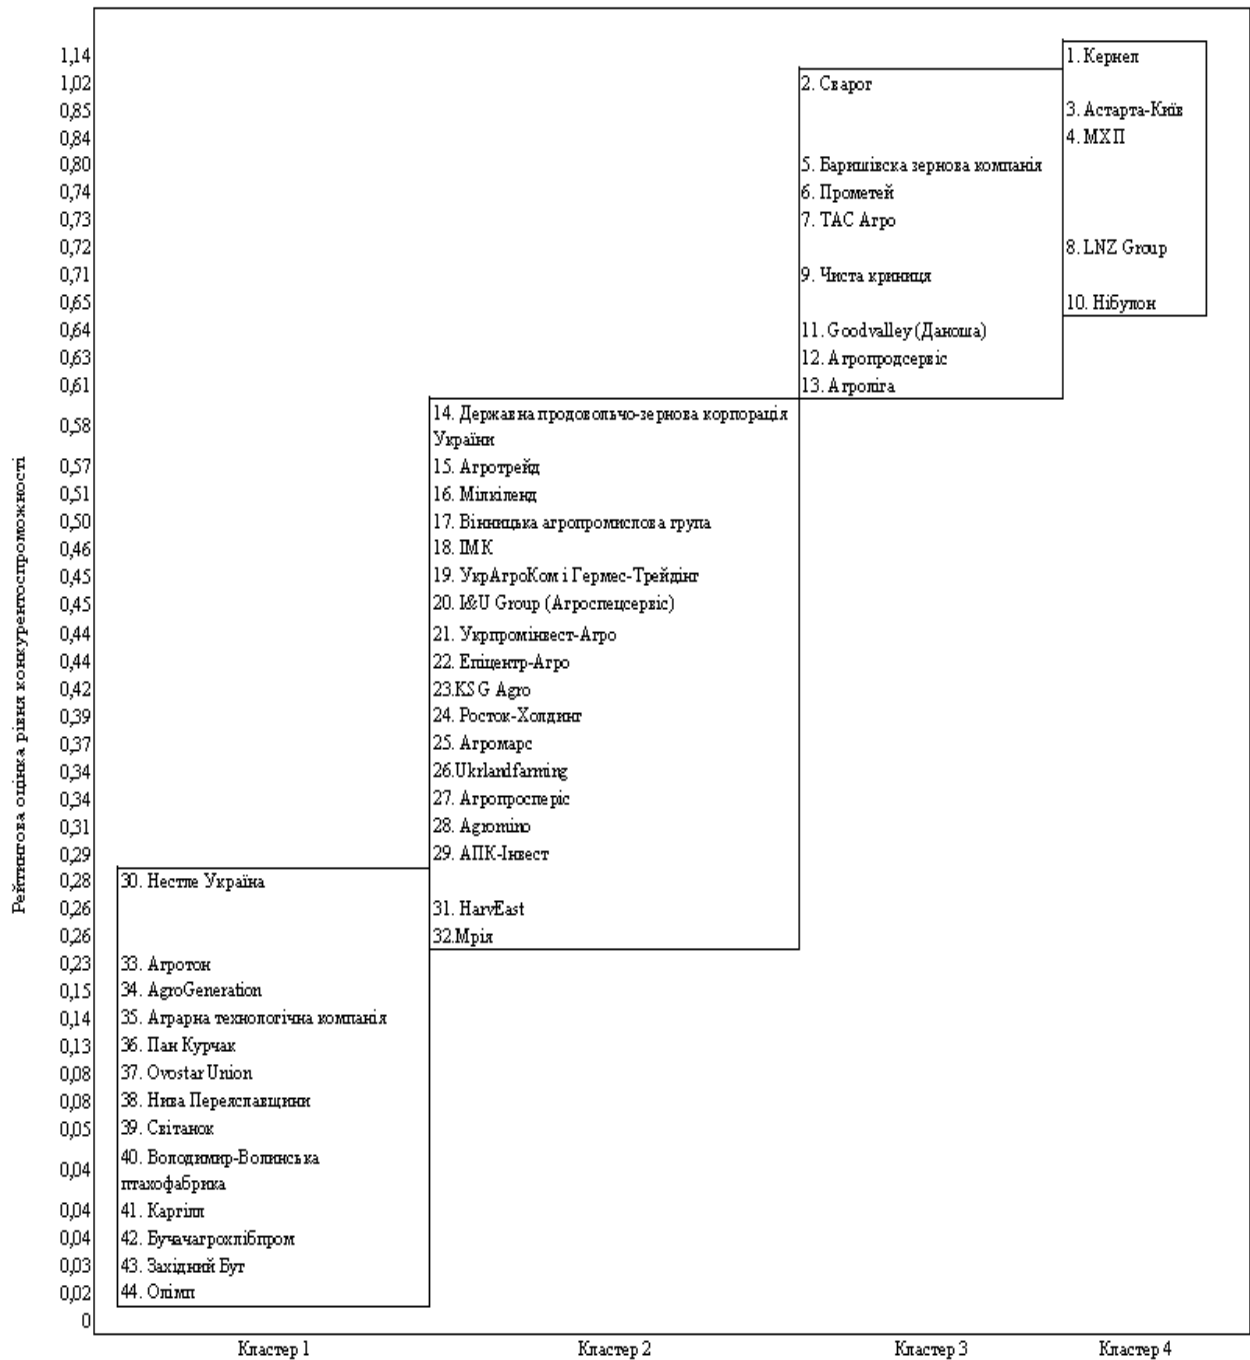 Рейтингова оцінка рівня конкурентоспроможності
1,14
1. Кернел
1,02
2. Сварог
0,85
3. Астарта-Київ
0,84
4. МХП
0,80
5. Баришівска зернова компанія
0,74
6. Прометей
0,73
7. ТАС Агро
0,72
8. LNZ Group
0,71
9. Чиста криниця
0,65
10. Нібулон
0,64
11. Goodvalley (Даноша)
0,63
12. Агропродсервіс
0,61
13. Агроліга
0,58
14. Державна продовольчо-зернова корпорація
України
0,57
15. Агротрейд
0,51
16. Мілкіленд
0,50
17. Вінницька агропромислова група
0,46
18. ІМК
0,45
19. УкрАгроКом і Гермес-Трейдінг
0,45
20. I&U Group (Агроспецсервіс)
0,44
21. Укрпромінвест-Агро
0,44
22. Епіцентр-Агро
0,42
23.KSG Agro
0,39
24. Росток-Холдинг
0,37
25. Агромарс
0,34
26.Ukrlandfarming
0,34
27. Агропросперіс
0,31
28. Agromino
0,29
29. АПК-Інвест
0,28
30. Нестле Україна
0,26
31. HarvEast
0,26
32.Мрія
0,23
33. Агротон
0,15
34. AgroGeneration
0,14
35. Аграрна технологічна компанія
0,13
36. Пан Курчак
0,08
37. Ovostar Union
0,08
38. Нива Переяславщини
0,05
39. Світанок
0,04
40. Володимир-Волинська
птахофабрика
0,04
41. Каргілл
0,04
42. Бучачагрохлібпром
0,03
43. Західний Буг
0,02
44. Олімп
0
Кластер 1
Кластер 2
Кластер 3
Кластер 4